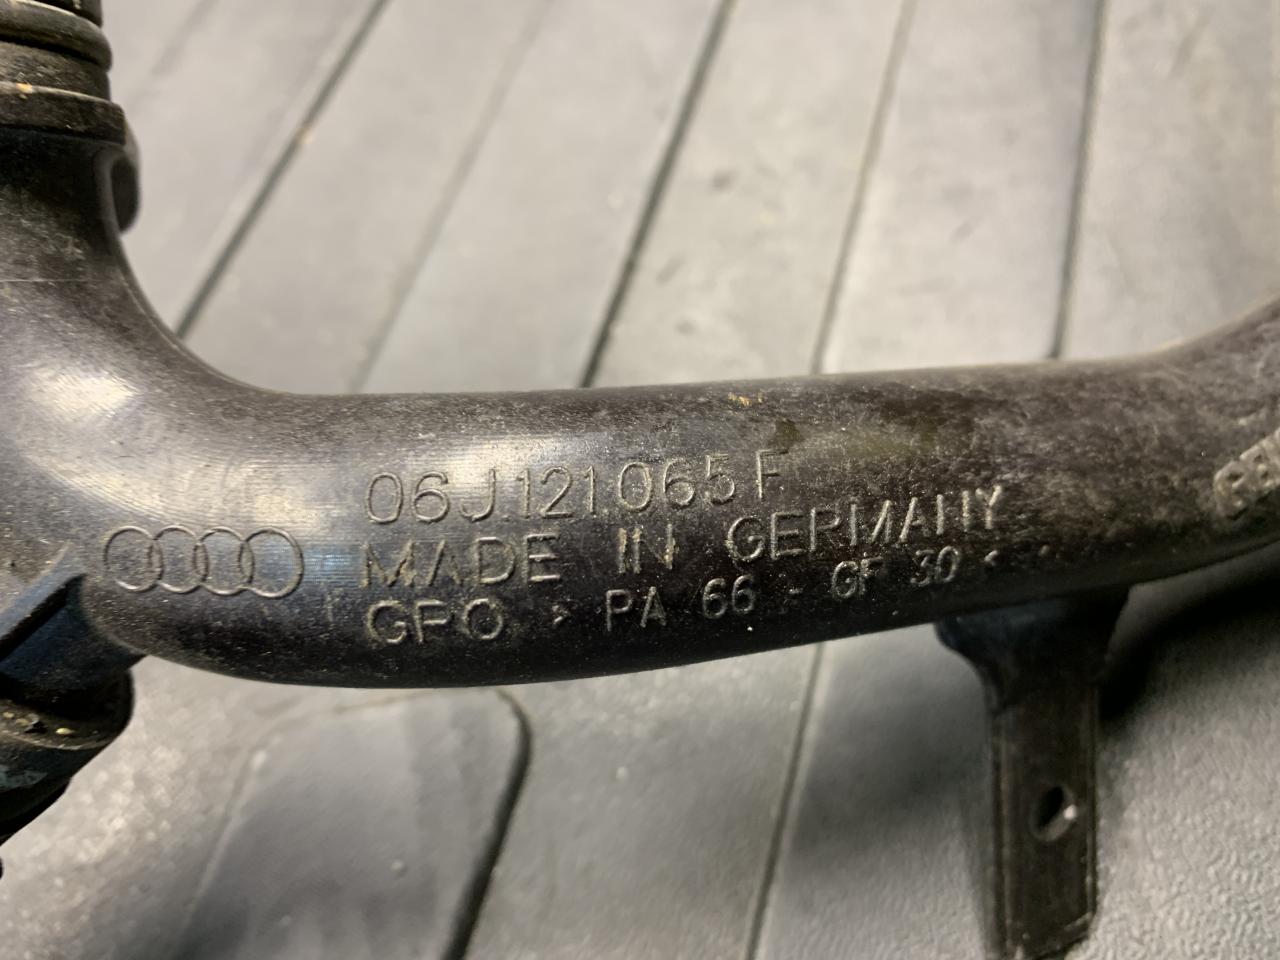 06J.121.065 F
MADE IN GERMANY
GPO > PA 66 - GF 30 <